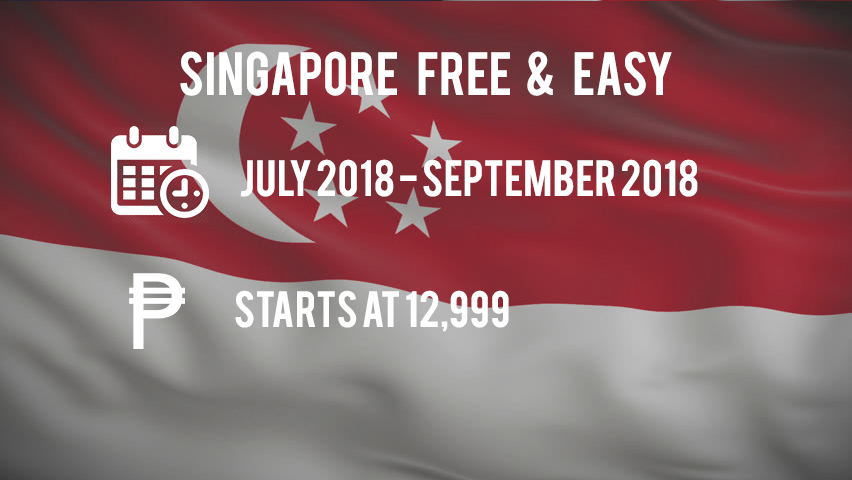 SINGAPORE FREE & EASY
JULY 2018 – SEPTEMBER 2018
₱ STARTS AT 12,999